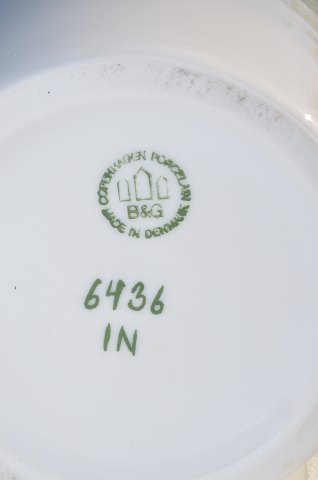 COPENHAGEN PORCELAIN
B&G
MADE IN DENMARK
6436
IN